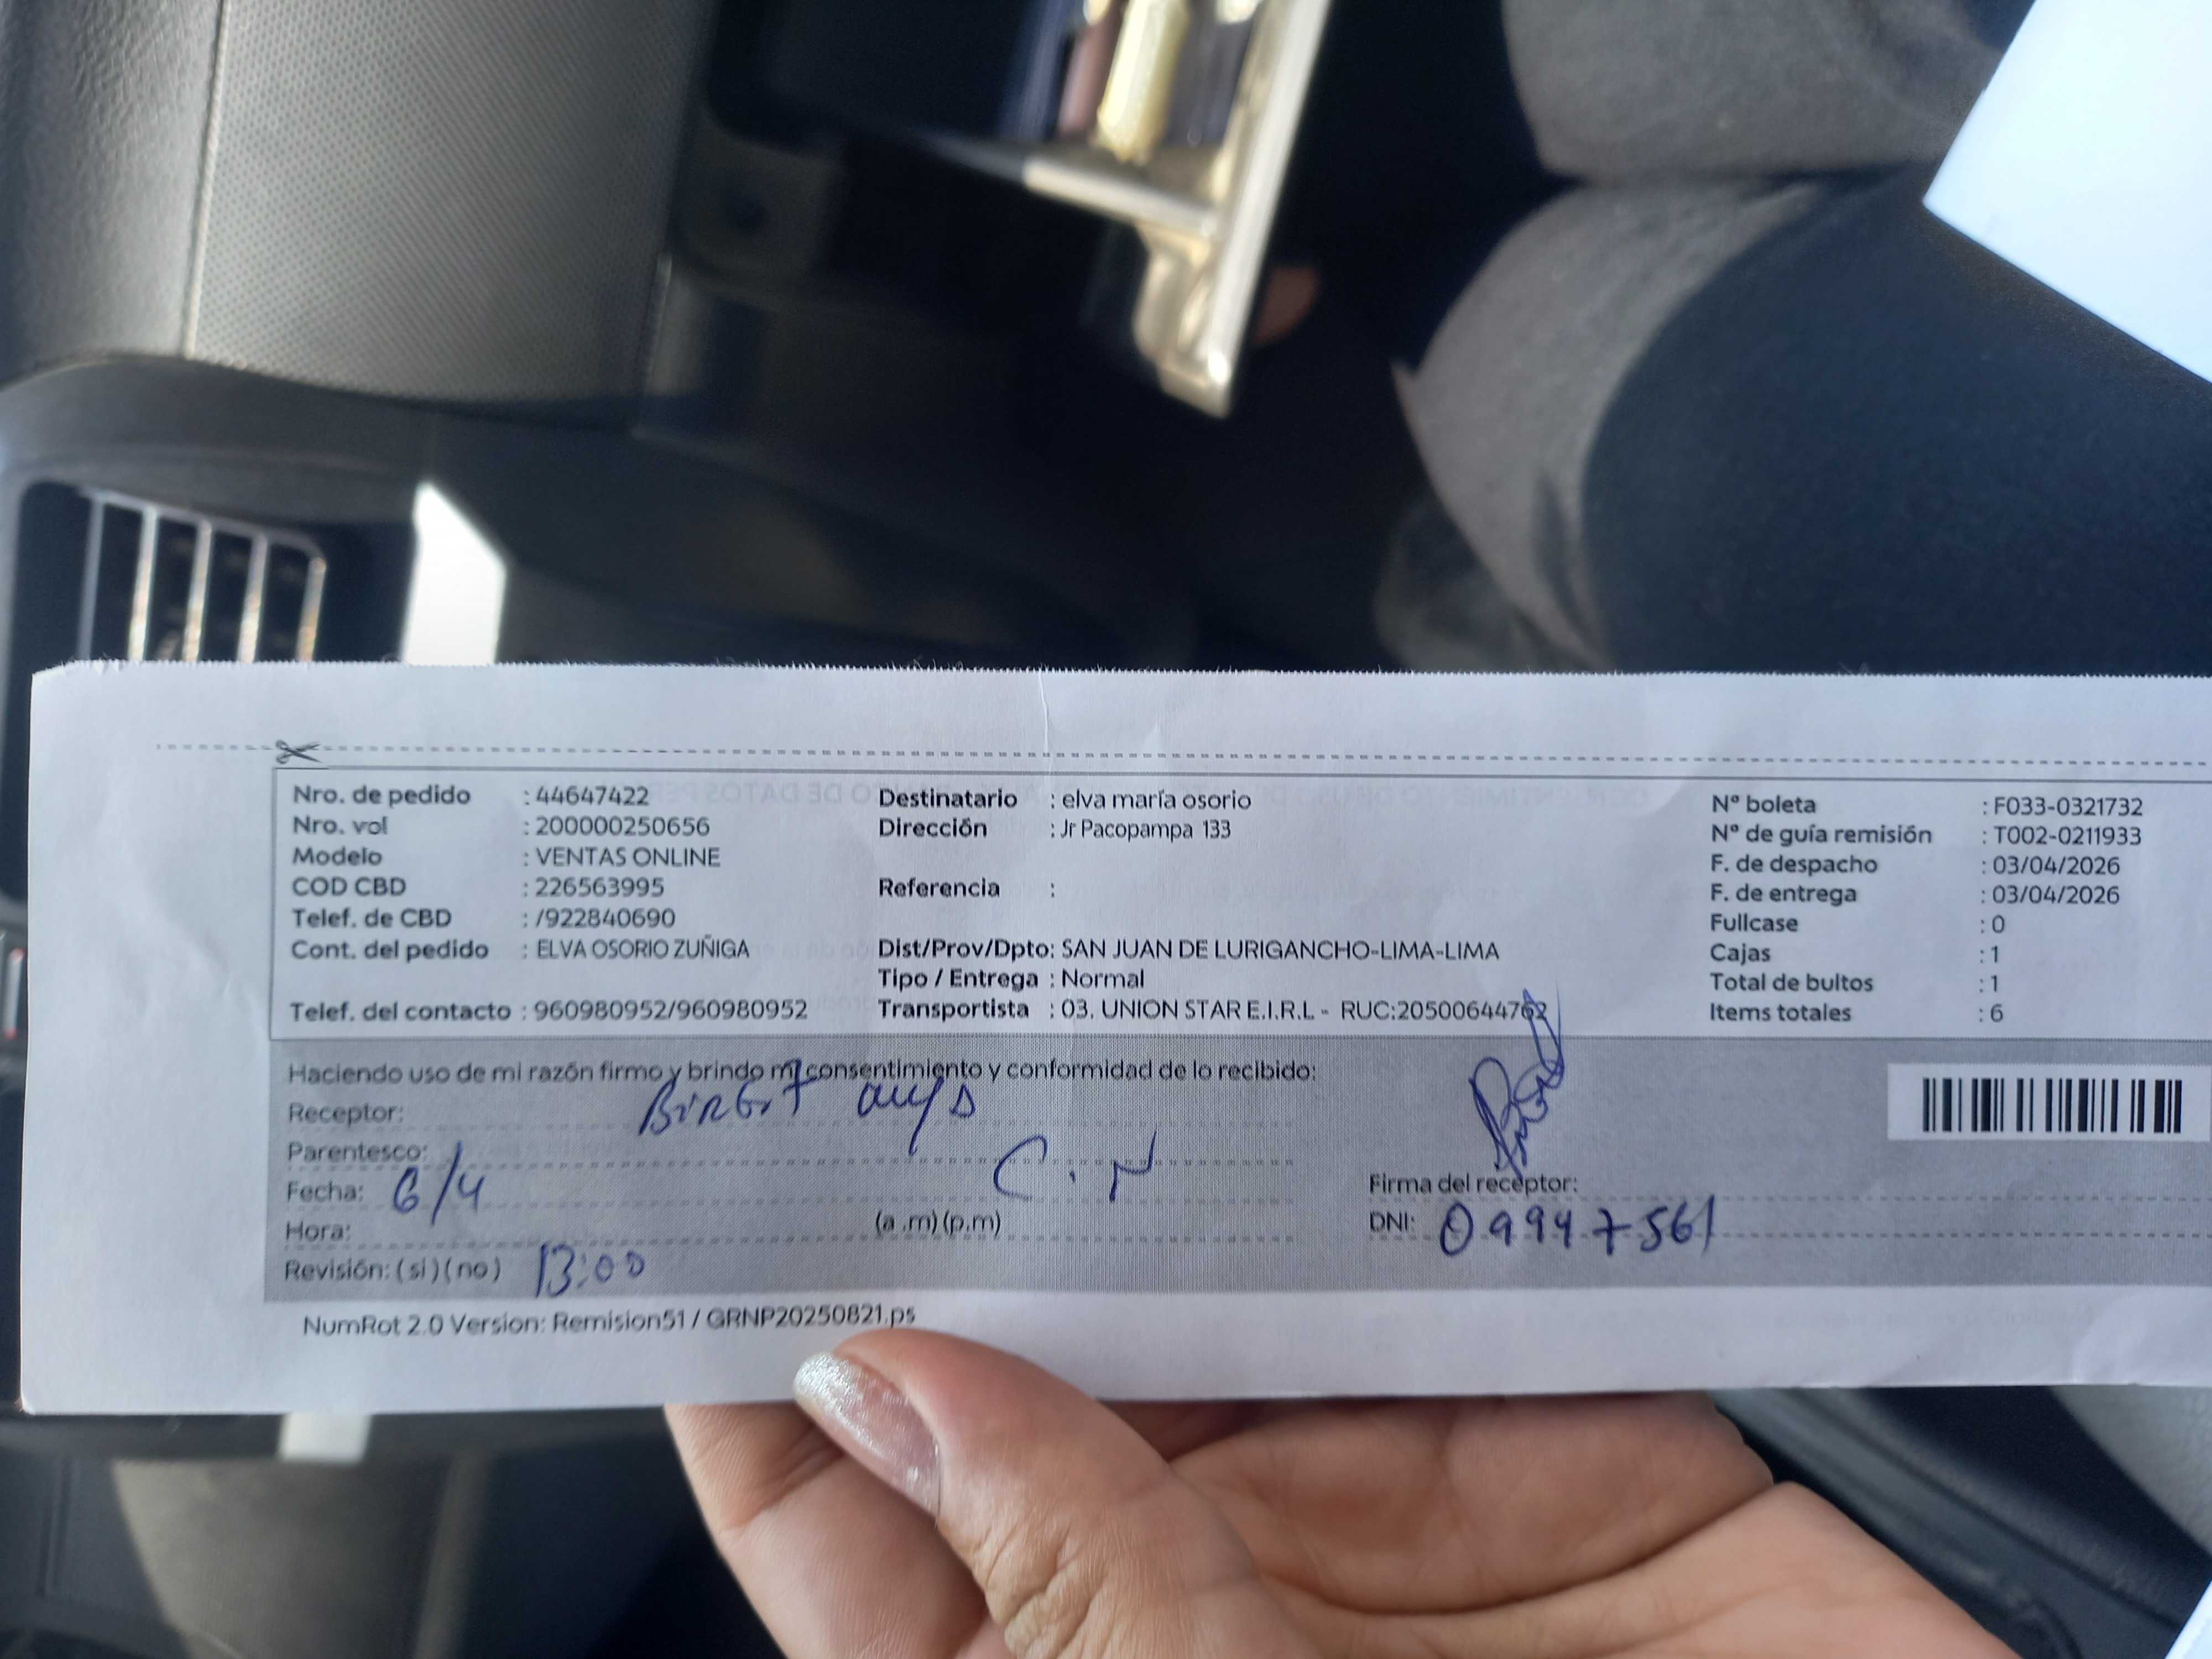 Nro. de pedido : 44647422
Nro. vol : 200000250656
Modelo : VENTAS ONLINE
COD CBD : 226563995
Telef. de CBD : /922840690
Cont. del pedido : ELVA OSORIO ZUÑIGA
Telef. del contacto : 960980952/960980952
Destinatario : elva maría osorio
Dirección : Jr Pacopampa 133
Referencia :
Dist/Prov/Dpto: SAN JUAN DE LURIGANCHO-LIMA-LIMA
Tipo / Entrega : Normal
Transportista : 03. UNION STAR E.I.R.L - RUC:20500644762
Nº boleta : F033-0321732
Nº de guía remisión : T002-0211933
F. de despacho : 03/04/2026
F. de entrega : 03/04/2026
Fullcase : 0
Cajas : 1
Total de bultos : 1
Items totales : 6
Haciendo uso de mi razón firmo y brindo mi consentimiento y conformidad de lo recibido:
Receptor:
Parentesco: C.N
Fecha: 6/4
Hora: (a.m) (p.m)
Revisión: (si) (no) 13:00
Firma del receptor:
DNI: 09947561
NumRot 2.0 Version: Remision51 / GRNP20250821.ps